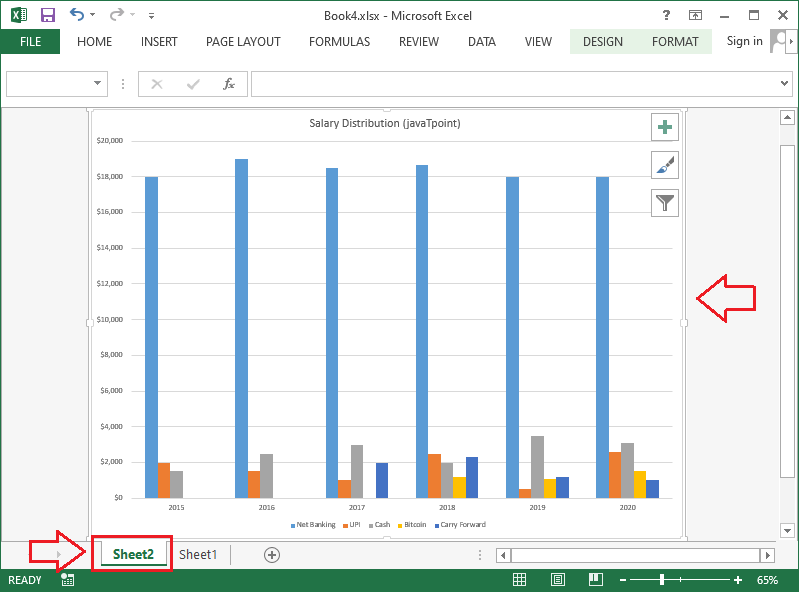 Book4.xlsx - Microsoft Excel
?
FILE HOME INSERT PAGE LAYOUT FORMULAS REVIEW DATA VIEW DESIGN FORMAT Sign in
fx
Salary Distribution (javaTpoint)
$20,000
$18,000
$16,000
$14,000
$12,000
$10,000
$8,000
$6,000
$4,000
$2,000
$0
2015 2016 2017 2018 2019 2020
Net Banking UPI Cash Bitcoin Carry Forward
Sheet2 Sheet1
READY 65%